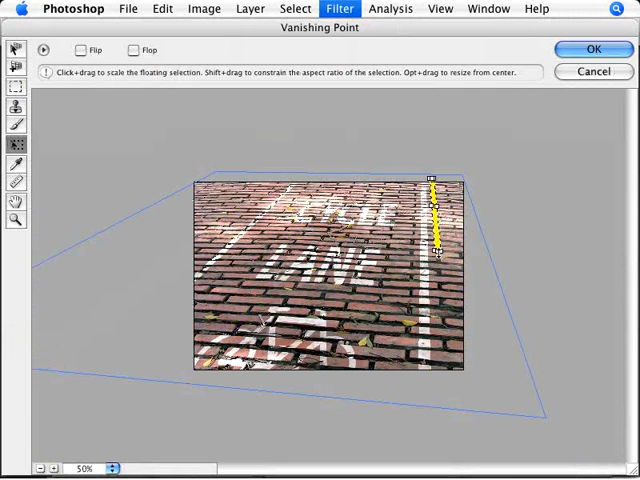 Photoshop File Edit Image Layer Select Filter Analysis View Window Help
Vanishing Point
Flip Flop OK
Click+drag to scale the floating selection. Shift+drag to constrain the aspect ratio of the selection. Opt+drag to resize from center. Cancel
CYCLE
LANE
50%